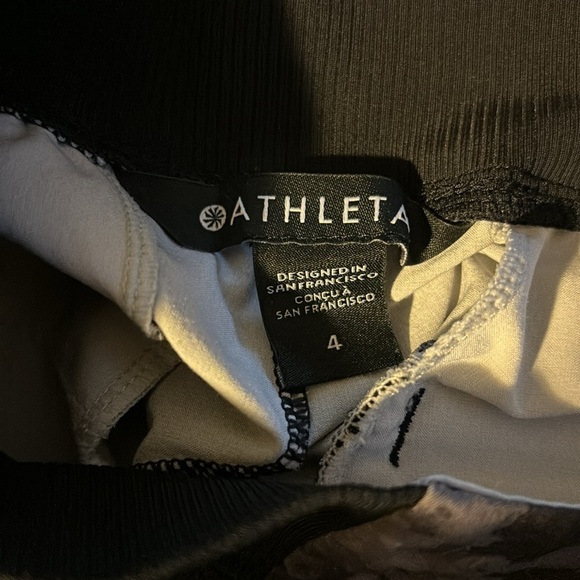 ATHLETA
DESIGNED IN
SAN FRANCISCO
CONÇU À
SAN FRANCISCO
4